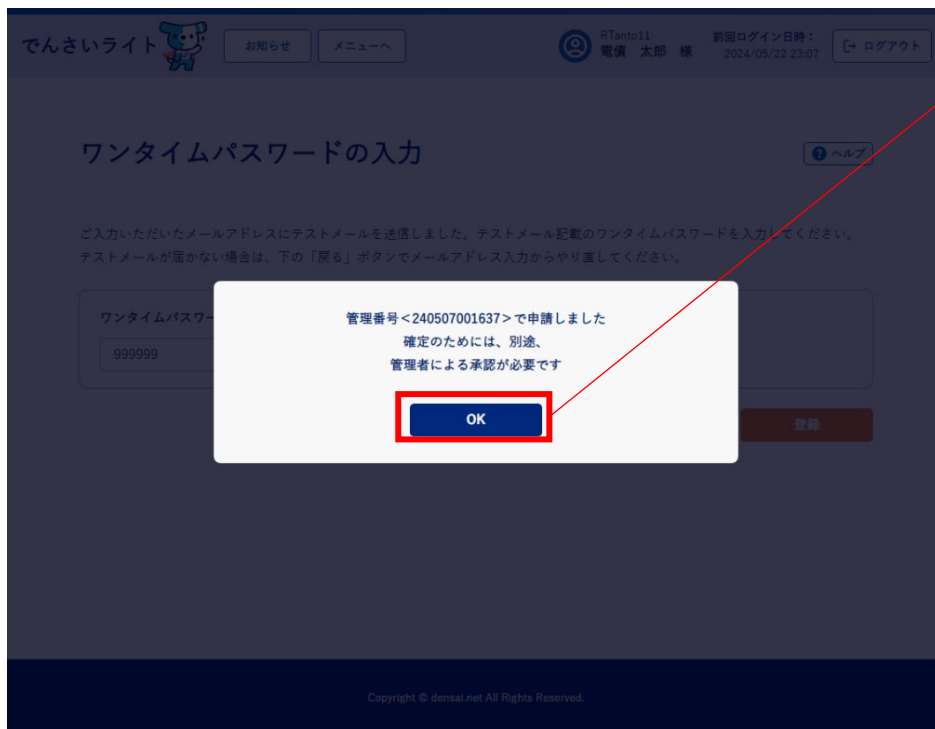 でんさいライト
お知らせ
メニューへ
RTanto11
電債 太郎 様
前回ログイン日時：
2024/05/22 23:07
ログアウト
ワンタイムパスワードの入力
ヘルプ
ご入力いただいたメールアドレスにテストメールを送信しました。テストメール記載のワンタイムパスワードを入力してください。
テストメールが届かない場合は、下の「戻る」ボタンでメールアドレス入力からやり直してください。
ワンタイムパスワー
999999
管理番号<240507001637>で申請しました
確定のためには、別途、
管理者による承認が必要です
OK
登録
Copyright © densai.net All Rights Reserved.